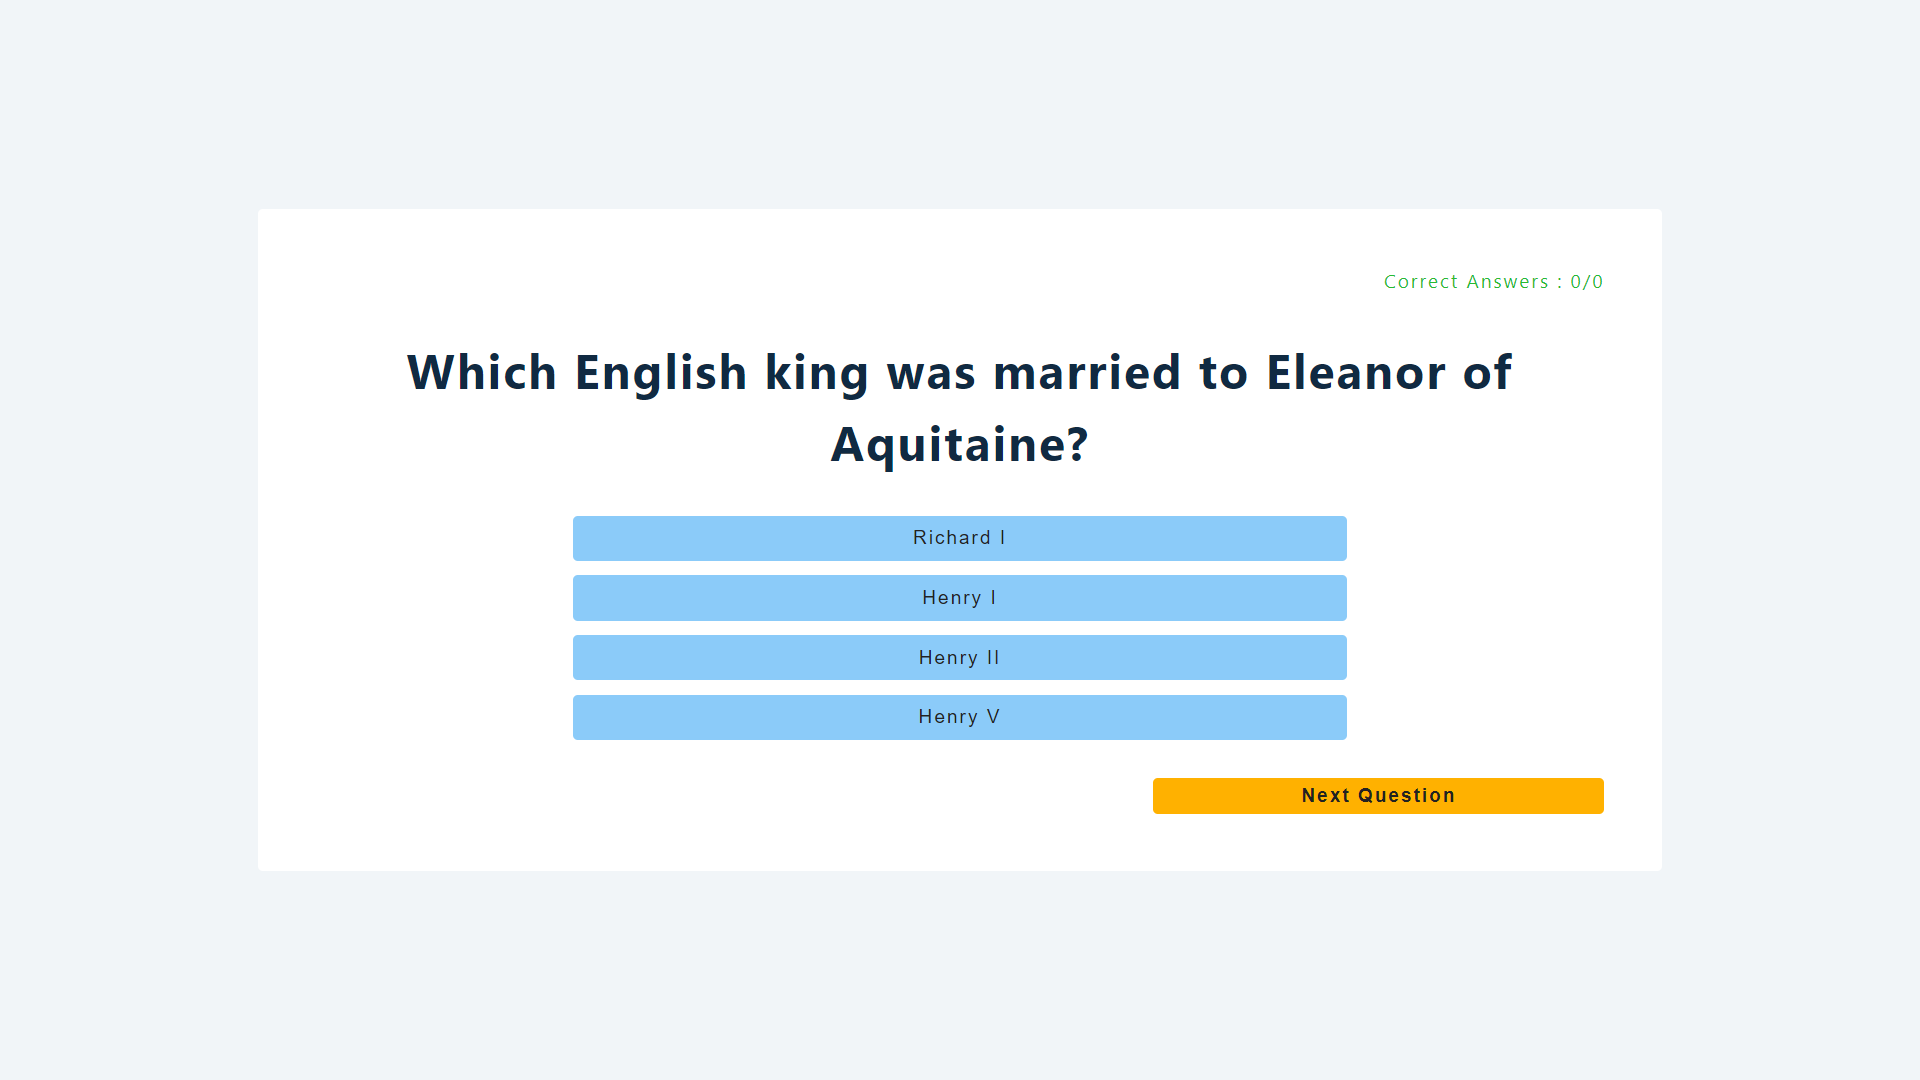 Correct Answers : 0/0
Which English king was married to Eleanor of
Aquitaine?
Richard I
Henry I
Henry II
Henry V
Next Question